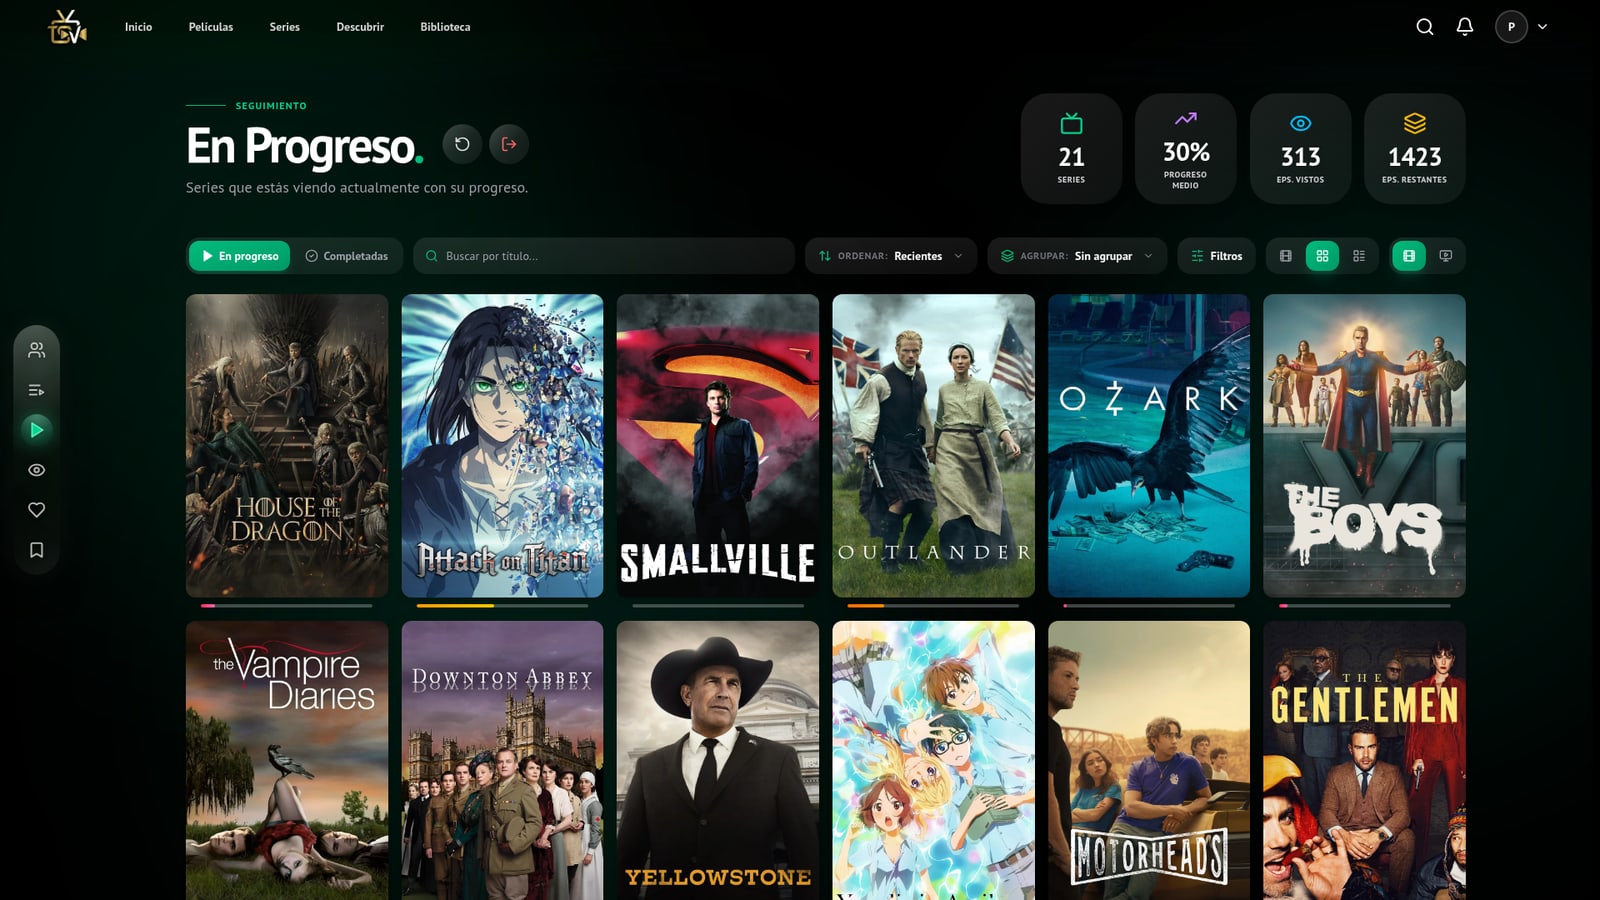 Inicio
Películas
Series
Descubrir
Biblioteca
P
SEGUIMIENTO
En Progreso.
Series que estás viendo actualmente con su progreso.
21
SERIES
30%
PROGRESO
MEDIO
313
EPS. VISTOS
1423
EPS. RESTANTES
En progreso
Completadas
Buscar por título...
ORDENAR: Recientes
AGRUPAR: Sin agrupar
Filtros
HOUSE OF THE
DRAGON
Attack on Titan
SMALLVILLE
OUTLANDER
OZARK
THE
BOYS
the Vampire
Diaries
DOWNTON ABBEY
YELLOWSTONE
MOTORHEADS
THE
GENTLEMEN